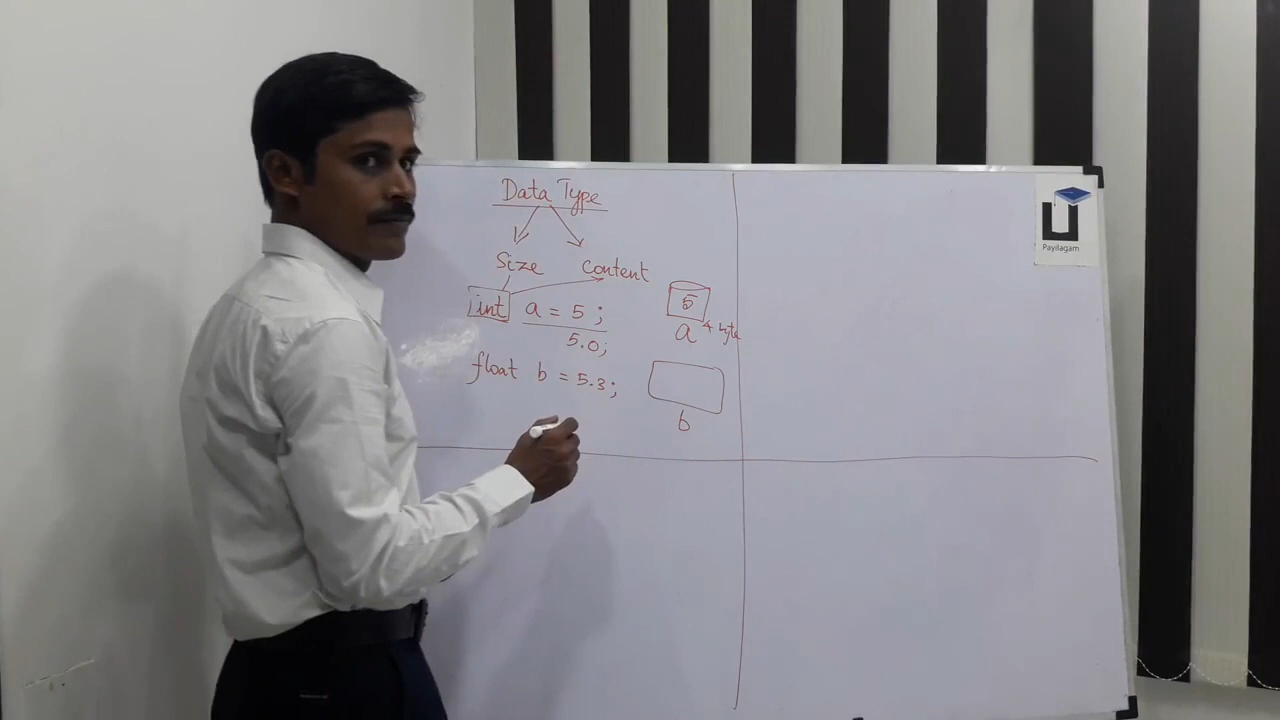 Data Type
Size content
int a = 5 ;
5.0;
5
a 4 byte
float b = 5.3;
b
Payilagam